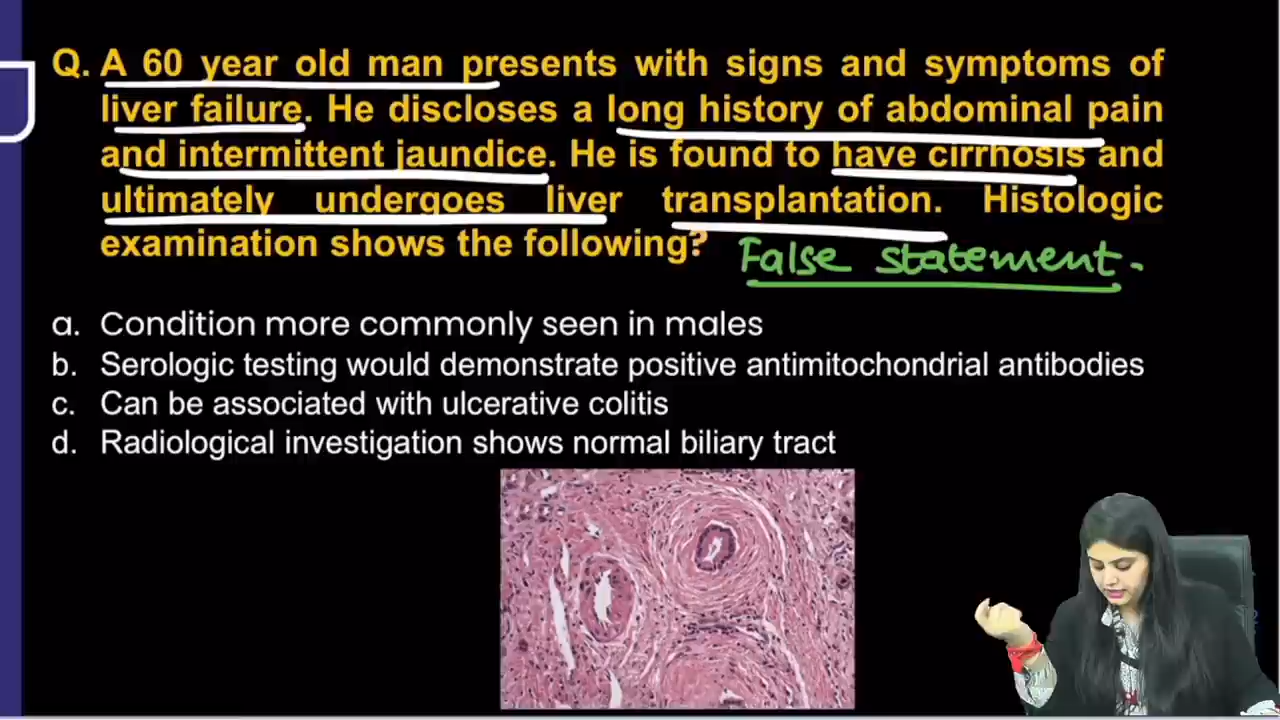 Q. A 60 year old man presents with signs and symptoms of
liver failure. He discloses a long history of abdominal pain
and intermittent jaundice. He is found to have cirrhosis and
ultimately undergoes liver transplantation. Histologic
examination shows the following? False statement.
a. Condition more commonly seen in males
b. Serologic testing would demonstrate positive antimitochondrial antibodies
c. Can be associated with ulcerative colitis
d. Radiological investigation shows normal biliary tract